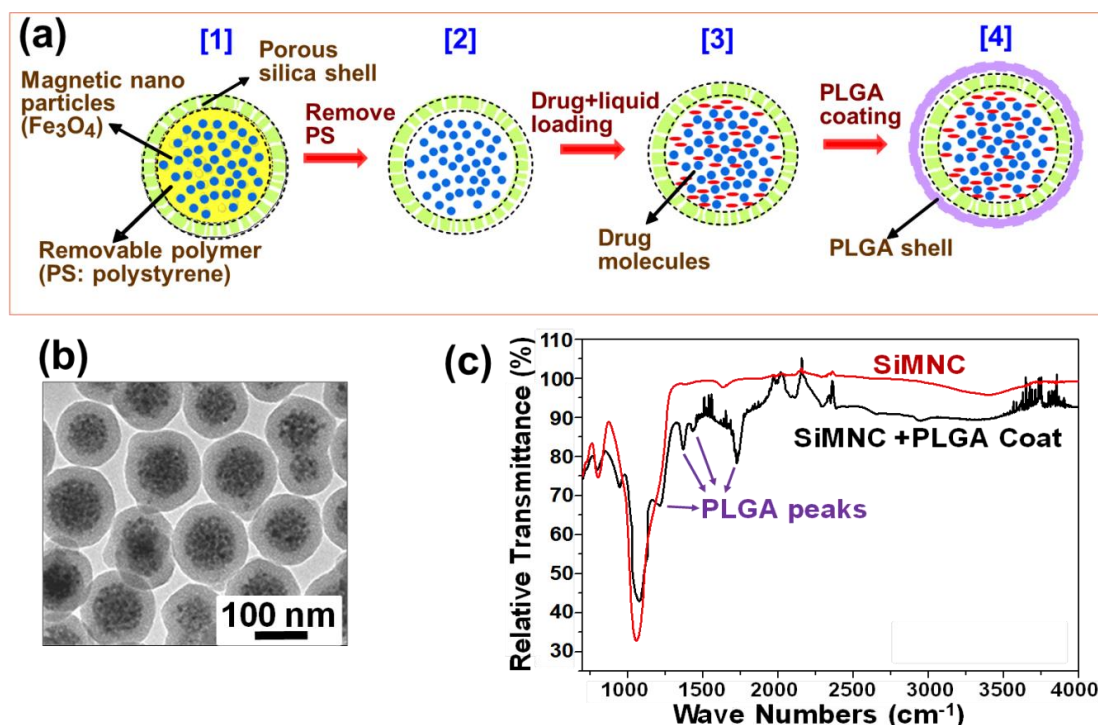 (a)
[1]
[2]
[3]
[4]
Magnetic nano
particles
(Fe₃O₄)
Porous
silica shell
Remove
PS
Drug+liquid
loading
PLGA
coating
Removable polymer
(PS: polystyrene)
Drug
molecules
PLGA shell
(b)
100 nm
(c)
Relative Transmittance (%)
110
100
90
80
70
60
50
40
30
SiMNC
SiMNC +PLGA Coat
PLGA peaks
1000
1500
2000
2500
3000
3500
4000
Wave Numbers (cm⁻¹)